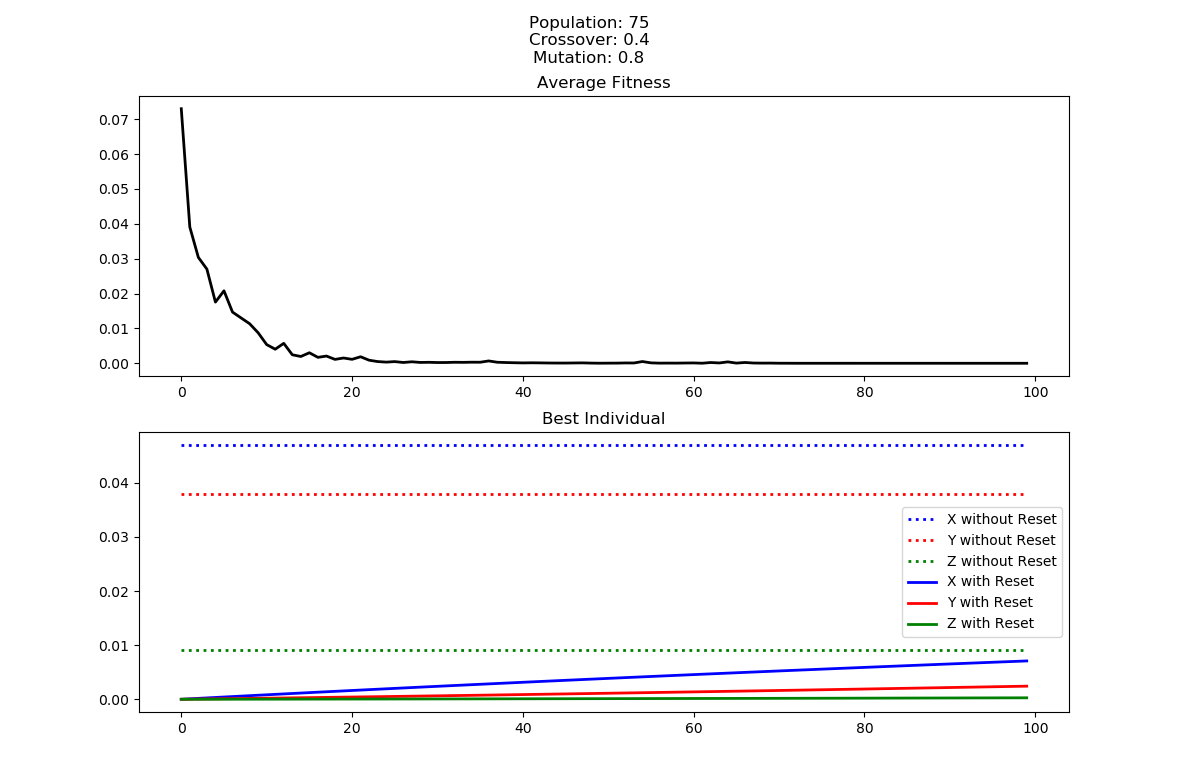 Population: 75
Crossover: 0.4
Mutation: 0.8
Average Fitness
0.07
0.06
0.05
0.04
0.03
0.02
0.01
0.00
0 20 40 60 80 100
Best Individual
0.04
0.03
0.02
0.01
0.00
X without Reset
Y without Reset
Z without Reset
X with Reset
Y with Reset
Z with Reset
0 20 40 60 80 100